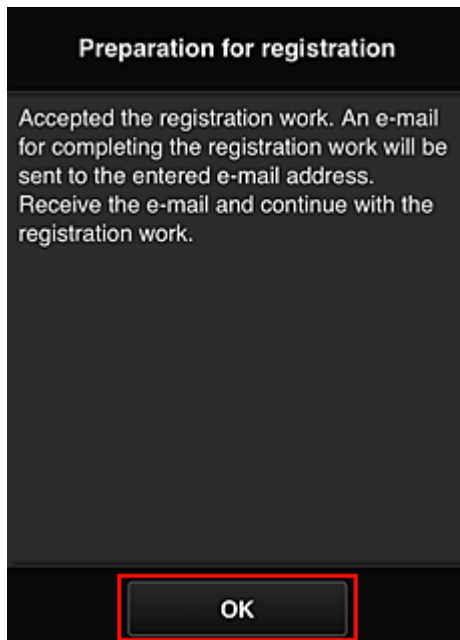 Preparation for registration
Accepted the registration work. An e-mail
for completing the registration work will be
sent to the entered e-mail address.
Receive the e-mail and continue with the
registration work.
OK